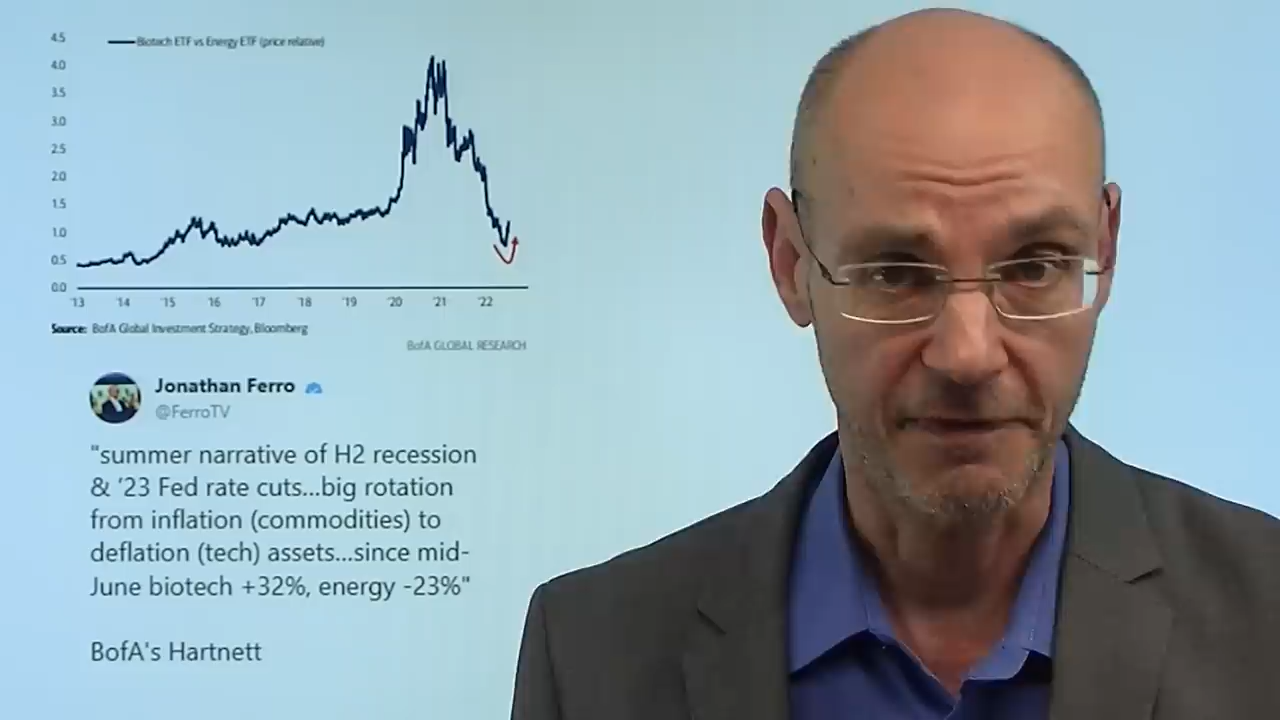 4.5
Biotech ETF vs Energy ETF (price relative)
4.0
3.5
3.0
2.5
2.0
1.5
1.0
0.5
0.0
'13 '14 '15 '16 '17 '18 '19 '20 '21 '22
Source: BofA Global Investment Strategy, Bloomberg
BofA GLOBAL RESEARCH
Jonathan Ferro
@FerroTV
"summer narrative of H2 recession
& '23 Fed rate cuts...big rotation
from inflation (commodities) to
deflation (tech) assets...since mid-
June biotech +32%, energy -23%"
BofA's Hartnett